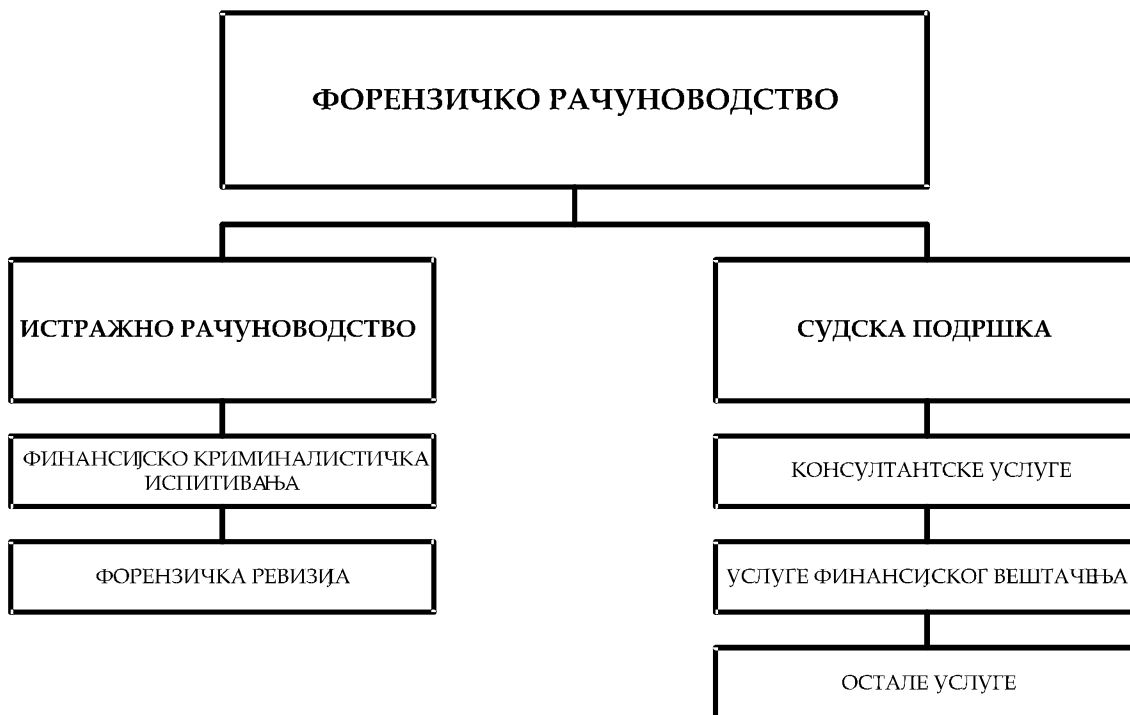 ФОРЕНЗИЧКО РАЧУНОВОДСТВО
ИСТРАЖНО РАЧУНОВОДСТВО
ФИНАНСИЈСКО КРИМИНАЛИСТИЧКА
ИСПИТИВАЊА
ФОРЕНЗИЧКА РЕВИЗИЈА
СУДСКА ПОДРШКА
КОНСУЛТАНТСКЕ УСЛУГЕ
УСЛУГЕ ФИНАНСИЈСКОГ ВЕШТАЧЕЊА
ОСТАЛЕ УСЛУГЕ